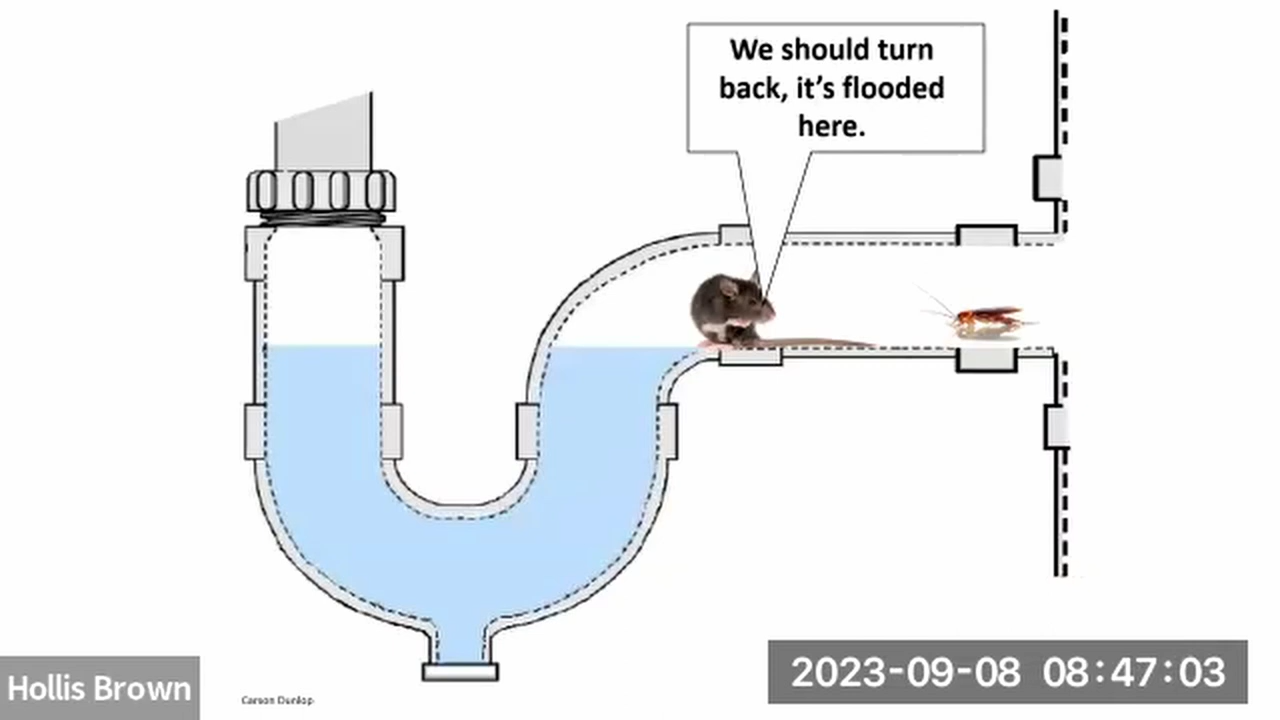 We should turn
back, it's flooded
here.
Hollis Brown
Carson Dunlop
2023-09-08 08:47:03